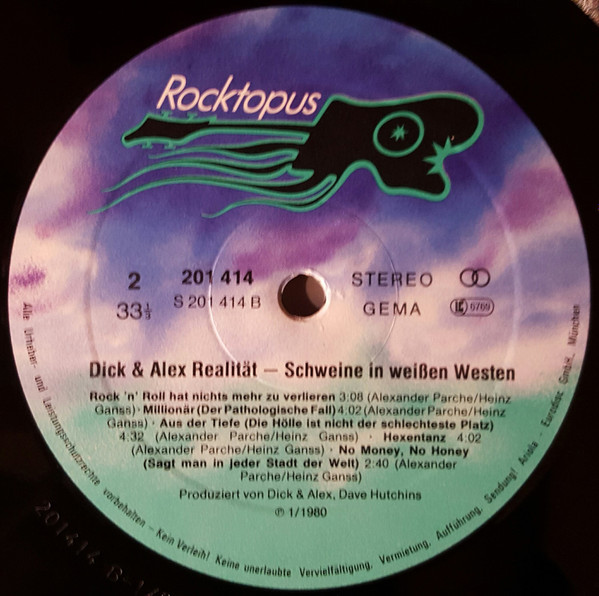 Rocktopus
2 201 414 STEREO
33⅓ S 201 414 B GEMA LC 6769
Dick & Alex Realität — Schweine in weißen Westen
Rock 'n' Roll hat nichts mehr zu verlieren 3:08 (Alexander Parche/Heinz
Ganss) · Millionär (Der Pathologische Fall) 4:02 (Alexander Parche/Heinz
Ganss) · Aus der Tiefe (Die Hölle ist nicht der schlechteste Platz)
4:32 (Alexander Parche/Heinz Ganss) · Hexentanz 4:02
(Alexander Parche/Heinz Ganss) · No Money, No Honey
(Sagt man in jeder Stadt der Welt) 2:40 (Alexander
Parche/Heinz Ganss)
Produziert von Dick & Alex, Dave Hutchins
℗ 1/1980
Alle Urheber- und Leistungsschutzrechte vorbehalten – Kein Verleih! Keine unerlaubte Vervielfältigung, Vermietung, Aufführung, Sendung! Ariola · Eurodisc GmbH, München
201414 B-1/